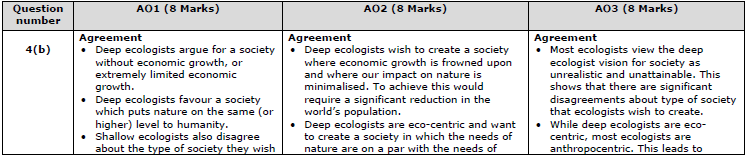 Question number
AO1 (8 Marks)
AO2 (8 Marks)
AO3 (8 Marks)
4(b)
Agreement
• Deep ecologists argue for a society
without economic growth, or
extremely limited economic
growth.
• Deep ecologists favour a society
which puts nature on the same (or
higher) level to humanity.
• Shallow ecologists also disagree
about the type of society they wish
Agreement
• Deep ecologists wish to create a society
where economic growth is frowned upon
and where our impact on nature is
minimalised. To achieve this would
require a significant reduction in the
world's population.
• Deep ecologists are eco-centric and want
to create a society in which the needs of
nature are on a par with the needs of
Agreement
• Most ecologists view the deep
ecologist vision for society as
unrealistic and unattainable. This
shows that there are significant
disagreements about type of society
that ecologists wish to create.
• While deep ecologists are eco-
centric, most ecologists are
anthropocentric. This leads to